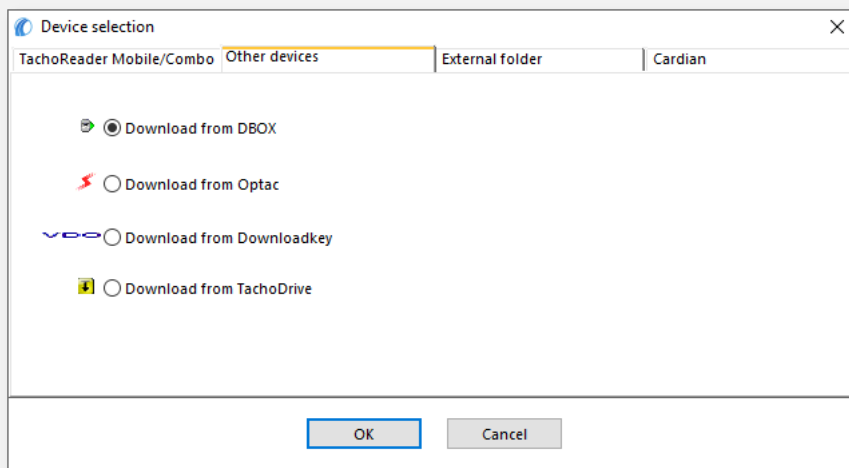 Device selection
TachoReader Mobile/Combo Other devices External folder Cardian
Download from DBOX
Download from Optac
VDO Download from Downloadkey
Download from TachoDrive
OK Cancel